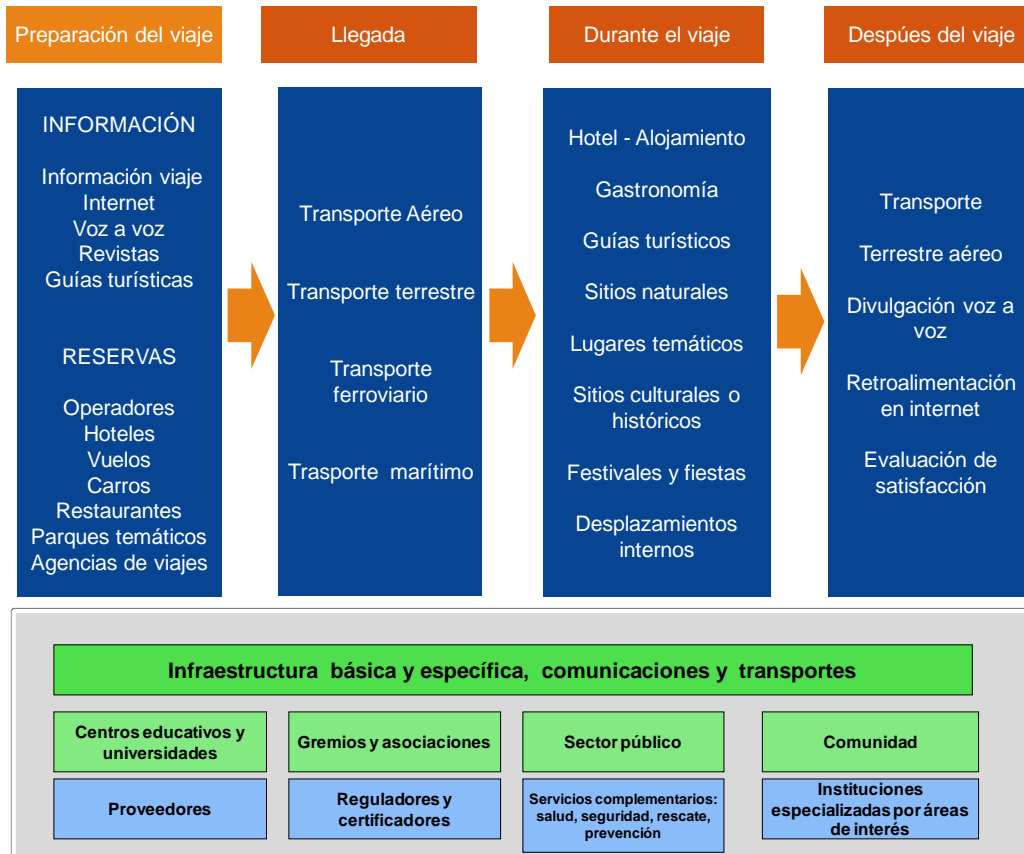 Preparación del viaje
Llegada
Durante el viaje
Despúes del viaje
INFORMACIÓN
Información viaje
Internet
Voz a voz
Revistas
Guías turísticas
RESERVAS
Operadores
Hoteles
Vuelos
Carros
Restaurantes
Parques temáticos
Agencias de viajes
Transporte Aéreo
Transporte terrestre
Transporte
ferroviario
Trasporte marítimo
Hotel - Alojamiento
Gastronomía
Guías turísticos
Sitios naturales
Lugares temáticos
Sitios culturales o
históricos
Festivales y fiestas
Desplazamientos
internos
Transporte
Terrestre aéreo
Divulgación voz a
voz
Retroalimentación
en internet
Evaluación de
satisfacción
Infraestructura básica y específica, comunicaciones y transportes
Centros educativos y
universidades
Gremios y asociaciones
Sector público
Comunidad
Proveedores
Reguladores y
certificadores
Servicios complementarios:
salud, seguridad, rescate,
prevención
Instituciones
especializadas por áreas
de interés